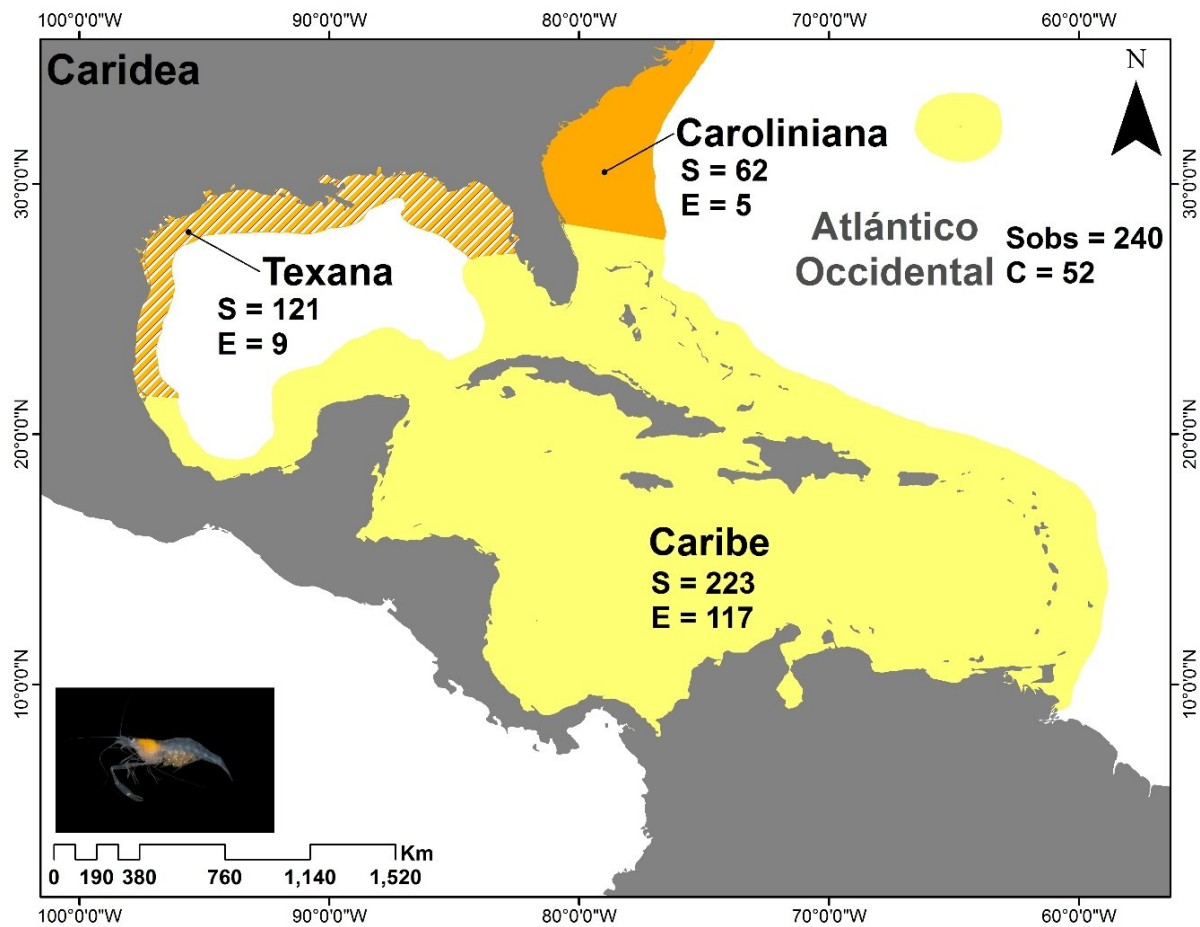 100°0'0"W 90°0'0"W 80°0'0"W 70°0'0"W 60°0'0"W
Caridea
N
Caroliniana
S = 62
E = 5
30°0'0"N
30°0'0"N
Atlántico
Occidental
Sobs = 240
C = 52
Texana
S = 121
E = 9
20°0'0"N
20°0'0"N
Caribe
S = 223
E = 117
10°0'0"N
10°0'0"N
Km
0 190 380 760 1,140 1,520
100°0'0"W 90°0'0"W 80°0'0"W 70°0'0"W 60°0'0"W